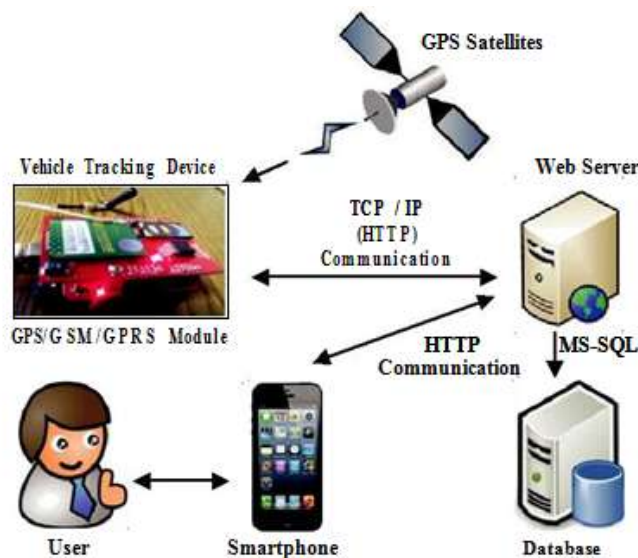 GPS Satellites
Vehicle Tracking Device
Web Server
TCP / IP
(HTTP)
Communication
GPS/GSM/GPRS Module
HTTP
Communication
MS-SQL
User
Smartphone
Database